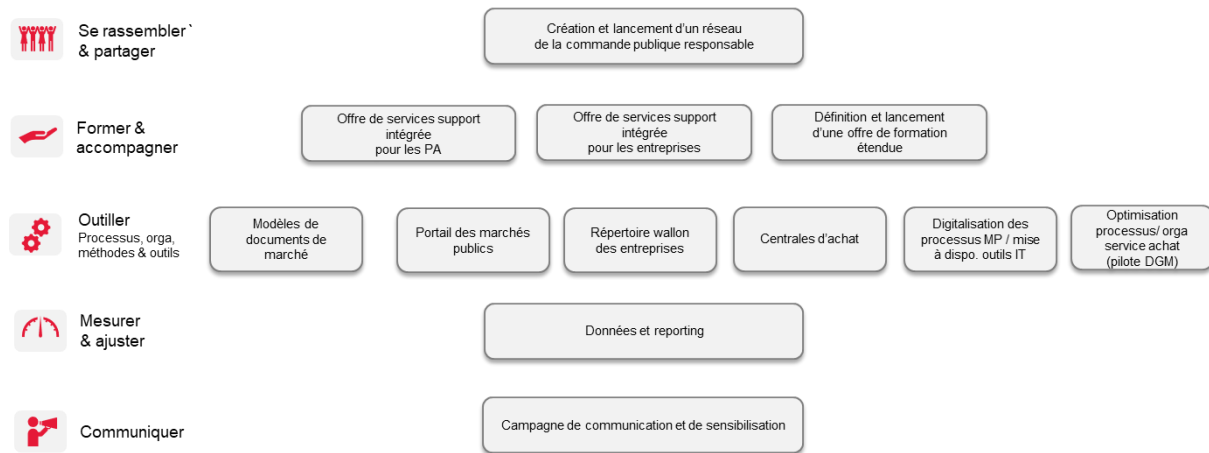 Se rassembler `
& partager
Création et lancement d'un réseau
de la commande publique responsable
Former &
accompagner
Offre de services support
intégrée
pour les PA
Offre de services support
intégrée
pour les entreprises
Définition et lancement
d'une offre de formation
étendue
Outiller
Processus, orga,
méthodes & outils
Modèles de
documents de
marché
Portail des marchés
publics
Répertoire wallon
des entreprises
Centrales d'achat
Digitalisation des
processus MP / mise
à dispo. outils IT
Optimisation
processus/ orga
service achat
(pilote DGM)
Mesurer
& ajuster
Données et reporting
Communiquer
Campagne de communication et de sensibilisation